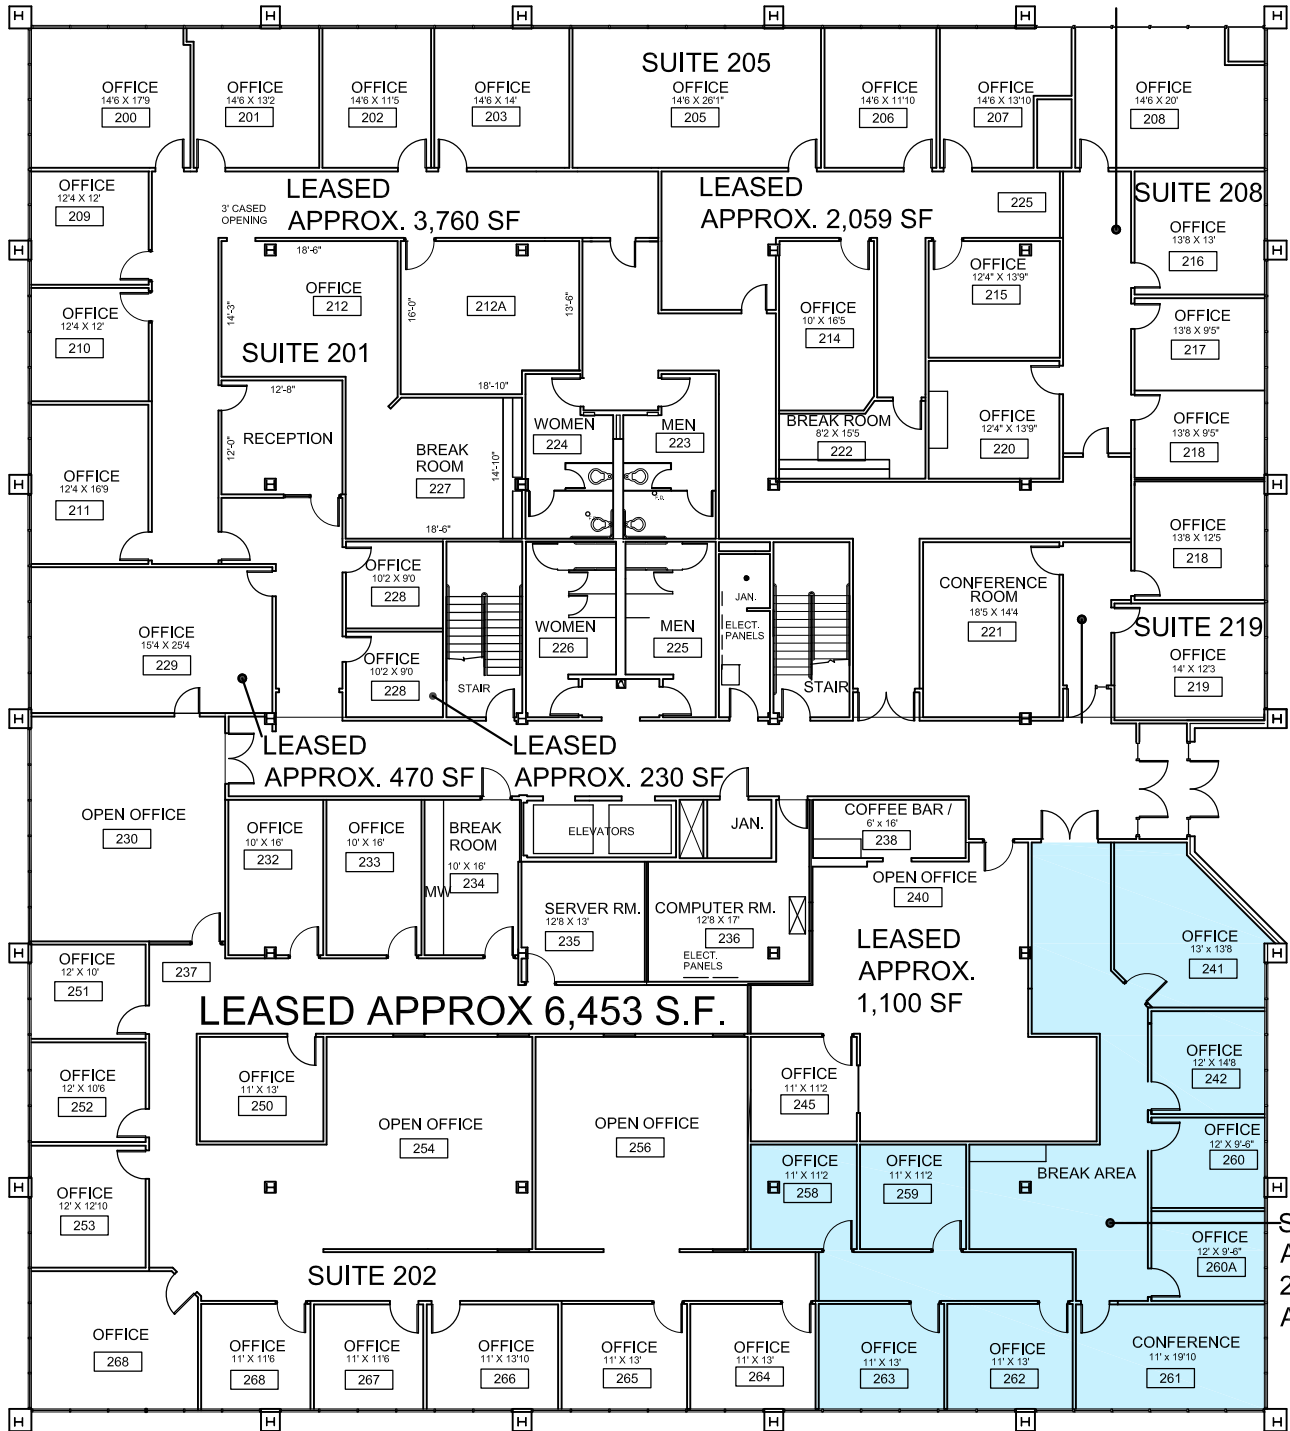 SUITE 205
OFFICE
14'6 X 17'9
200
OFFICE
14'6 X 13'2
201
OFFICE
14'6 X 11'5
202
OFFICE
14'6 X 14'
203
OFFICE
14'6 X 26'1"
205
OFFICE
14'6 X 11'10
206
OFFICE
14'6 X 13'10
207
OFFICE
14'6 X 20'
208
OFFICE
12'4 X 12'
209
3' CASED
OPENING
LEASED
APPROX. 3,760 SF
LEASED
APPROX. 2,059 SF
225
SUITE 208
OFFICE
13'8 X 13'
216
18'-6"
OFFICE
212
14'-3"
16'-0"
212A
13'-6"
18'-10"
OFFICE
10' X 16'5
214
OFFICE
12'4" X 13'9"
215
OFFICE
12'4 X 12'
210
SUITE 201
OFFICE
13'8 X 9'5"
217
12'-8"
12'-0"
RECEPTION
BREAK
ROOM
227
14'-10"
18'-6"
WOMEN
224
MEN
223
BREAK ROOM
8'2 X 15'5
222
OFFICE
12'4" X 13'9"
220
OFFICE
13'8 X 9'5"
218
OFFICE
12'4 X 16'9
211
OFFICE
13'8 X 12'5
218
OFFICE
10'2 X 9'0
228
JAN.
ELECT.
PANELS
CONFERENCE
ROOM
18'5 X 14'4
221
OFFICE
15'4 X 25'4
229
WOMEN
226
MEN
225
SUITE 219
OFFICE
14' X 12'3
219
OFFICE
10'2 X 9'0
228
STAIR
STAIR
LEASED
APPROX. 470 SF
LEASED
APPROX. 230 SF
OPEN OFFICE
230
OFFICE
10' X 16'
232
OFFICE
10' X 16'
233
BREAK
ROOM
10' X 16'
234
MW
ELEVATORS
JAN.
COFFEE BAR /
6' x 16'
238
OPEN OFFICE
240
SERVER RM.
12'8 X 13'
235
COMPUTER RM.
12'8 X 17'
236
ELECT.
PANELS
LEASED
APPROX.
1,100 SF
OFFICE
13' x 13'8
241
237
OFFICE
12' X 10'
251
LEASED APPROX 6,453 S.F.
OFFICE
12' X 10'6
252
OFFICE
11' X 13'
250
OPEN OFFICE
254
OPEN OFFICE
256
OFFICE
11' X 11'2
245
OFFICE
12' X 14'8
242
OFFICE
12' X 9'-6"
260
OFFICE
12' X 12'10
253
OFFICE
11' X 11'2
258
OFFICE
11' X 11'2
259
BREAK AREA
OFFICE
12' X 9'-6"
260A
S
A
2
A
SUITE 202
OFFICE
268
OFFICE
11' X 11'6
268
OFFICE
11' X 11'6
267
OFFICE
11' X 13'10
266
OFFICE
11' X 13'
265
OFFICE
11' X 13'
264
OFFICE
11' X 13'
263
OFFICE
11' X 13'
262
CONFERENCE
11' x 19'10
261